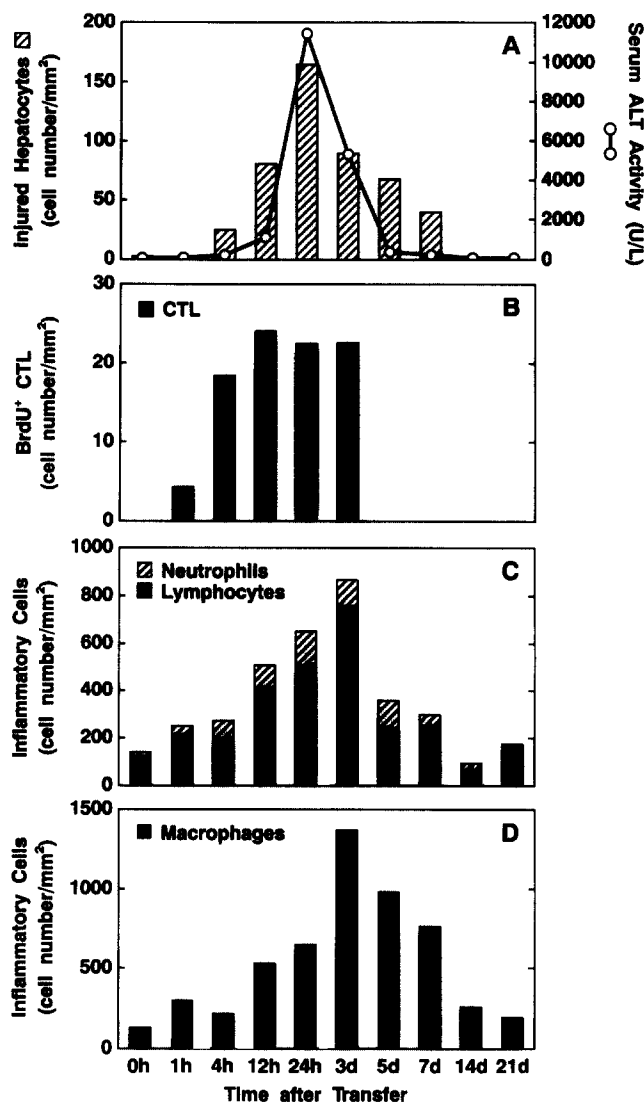 A
Injured Hepatocytes
(cell number/mm²)
200
150
100
50
0
12000
10000
8000
6000
4000
2000
0
Serum ALT
Activity (U/L)
B
CTL
BrdU⁺ CTL
(cell number/mm²)
30
20
10
0
C
Neutrophils
Lymphocytes
Inflammatory Cells
(cell number/mm²)
1000
800
600
400
200
0
D
Macrophages
Inflammatory Cells
(cell number/mm²)
1500
1000
500
0
0h 1h 4h 12h 24h 3d 5d 7d 14d 21d
Time after Transfer